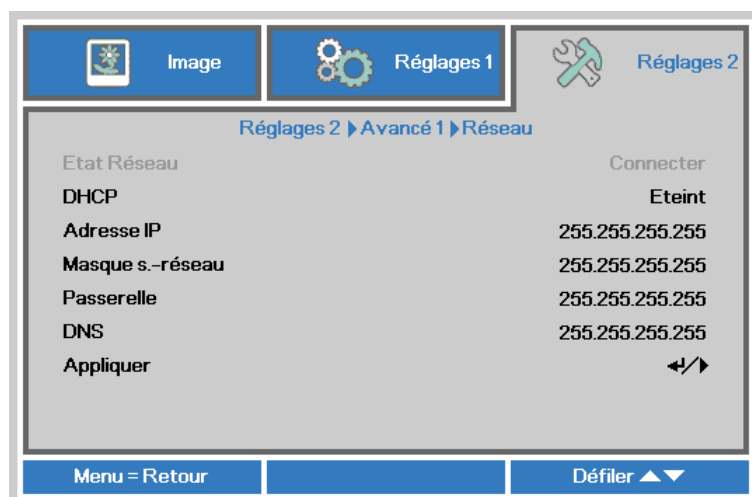 Image
Réglages 1
Réglages 2
Réglages 2 ▶ Avancé 1 ▶ Réseau
Etat Réseau Connecter
DHCP Eteint
Adresse IP 255.255.255.255
Masque s.-réseau 255.255.255.255
Passerelle 255.255.255.255
DNS 255.255.255.255
Appliquer ↵/▶
Menu = Retour
Défiler ▲▼